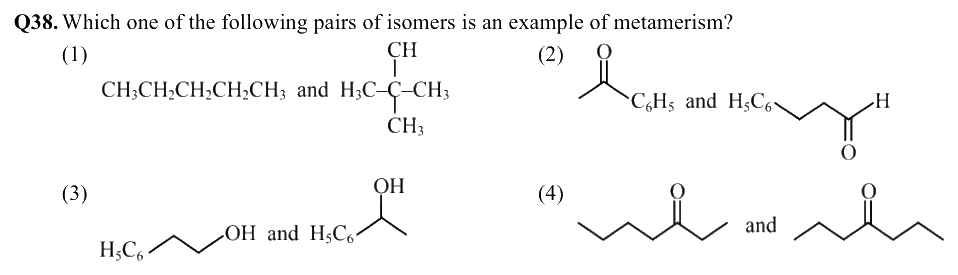 Q38. Which one of the following pairs of isomers is an example of metamerism?
(1)
CH
CH₃CH₂CH₂CH₂CH₃ and H₃C–C–CH₃
CH₃
(2)
O
C₆H₅ and H₅C₆ H
O
(3)
OH
H₅C₆ OH and H₅C₆
(4)
O O
and